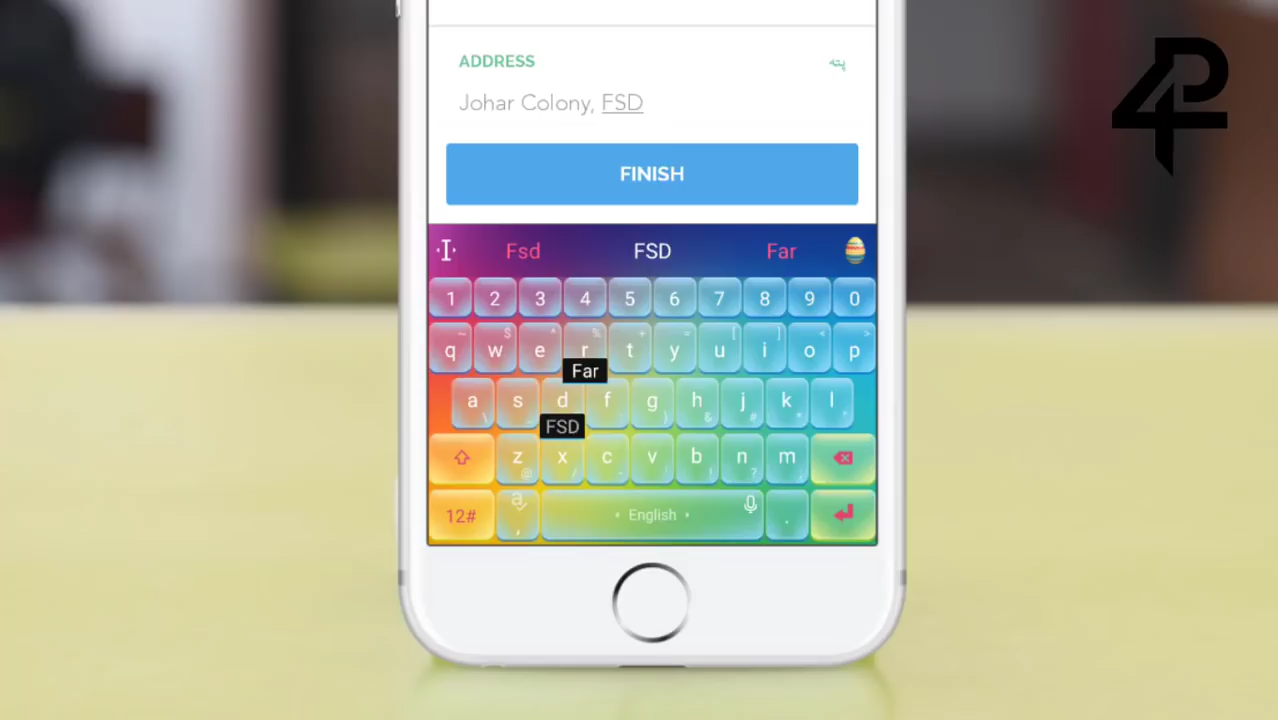 ADDRESS پتہ
Johar Colony, FSD
FINISH
Fsd FSD Far
1 2 3 4 5 6 7 8 9 0
~ $ ^ % + = [ ] < >
q w e r t y u i o p
Far
a s d f g h j k l
\ ) & # *
FSD
z x c v b n m
@ / - ! ?
12# a , • English • .
4P